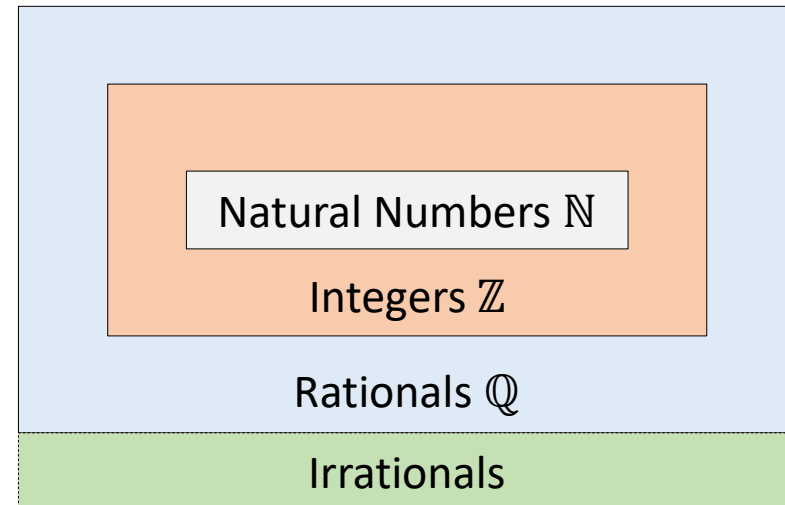 Natural Numbers ℕ
Integers ℤ
Rationals ℚ
Irrationals